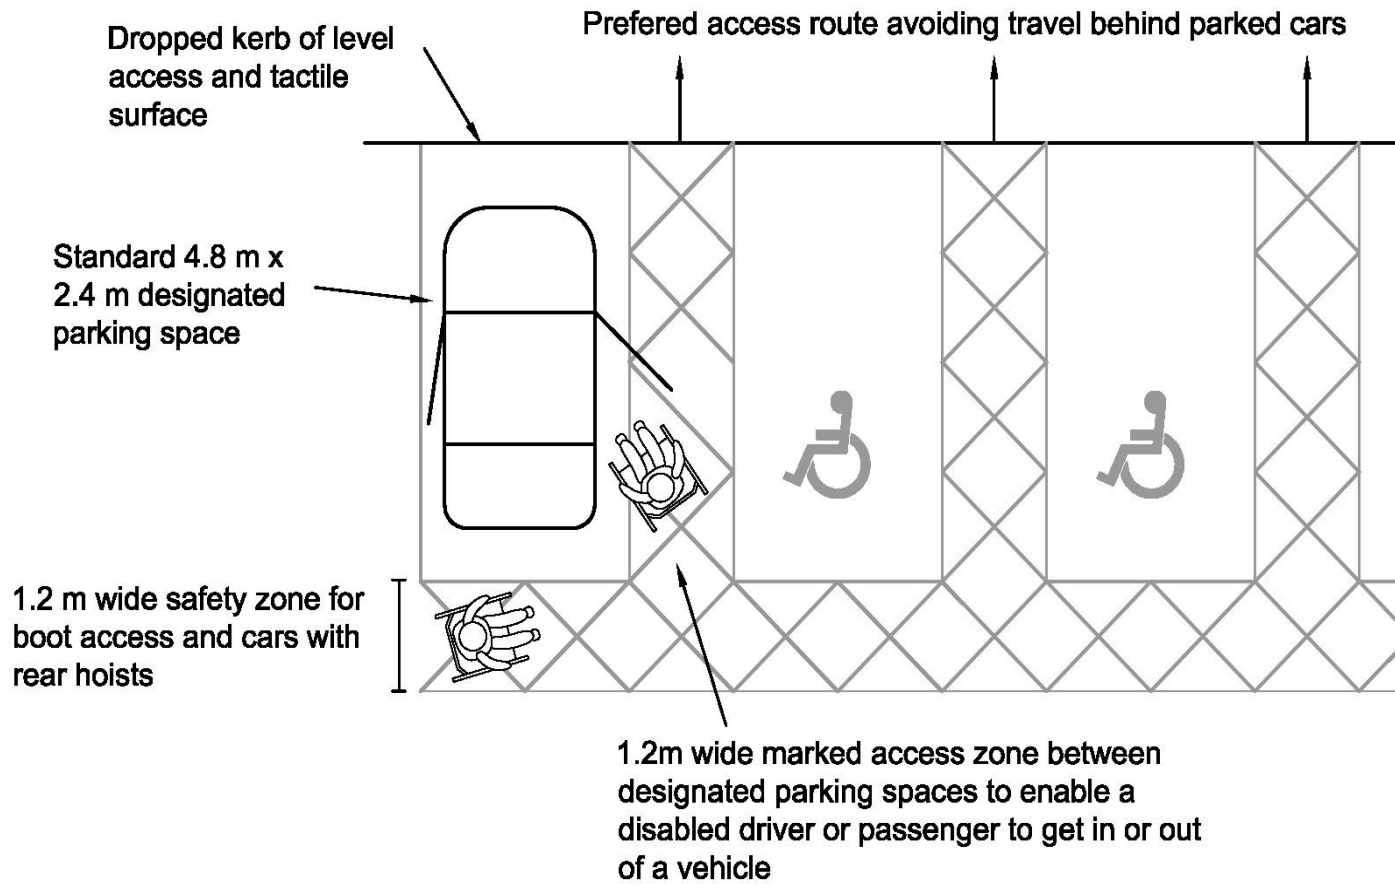 Prefered access route avoiding travel behind parked cars
Dropped kerb of level
access and tactile
surface
Standard 4.8 m x
2.4 m designated
parking space
1.2 m wide safety zone for
boot access and cars with
rear hoists
1.2m wide marked access zone between
designated parking spaces to enable a
disabled driver or passenger to get in or out
of a vehicle